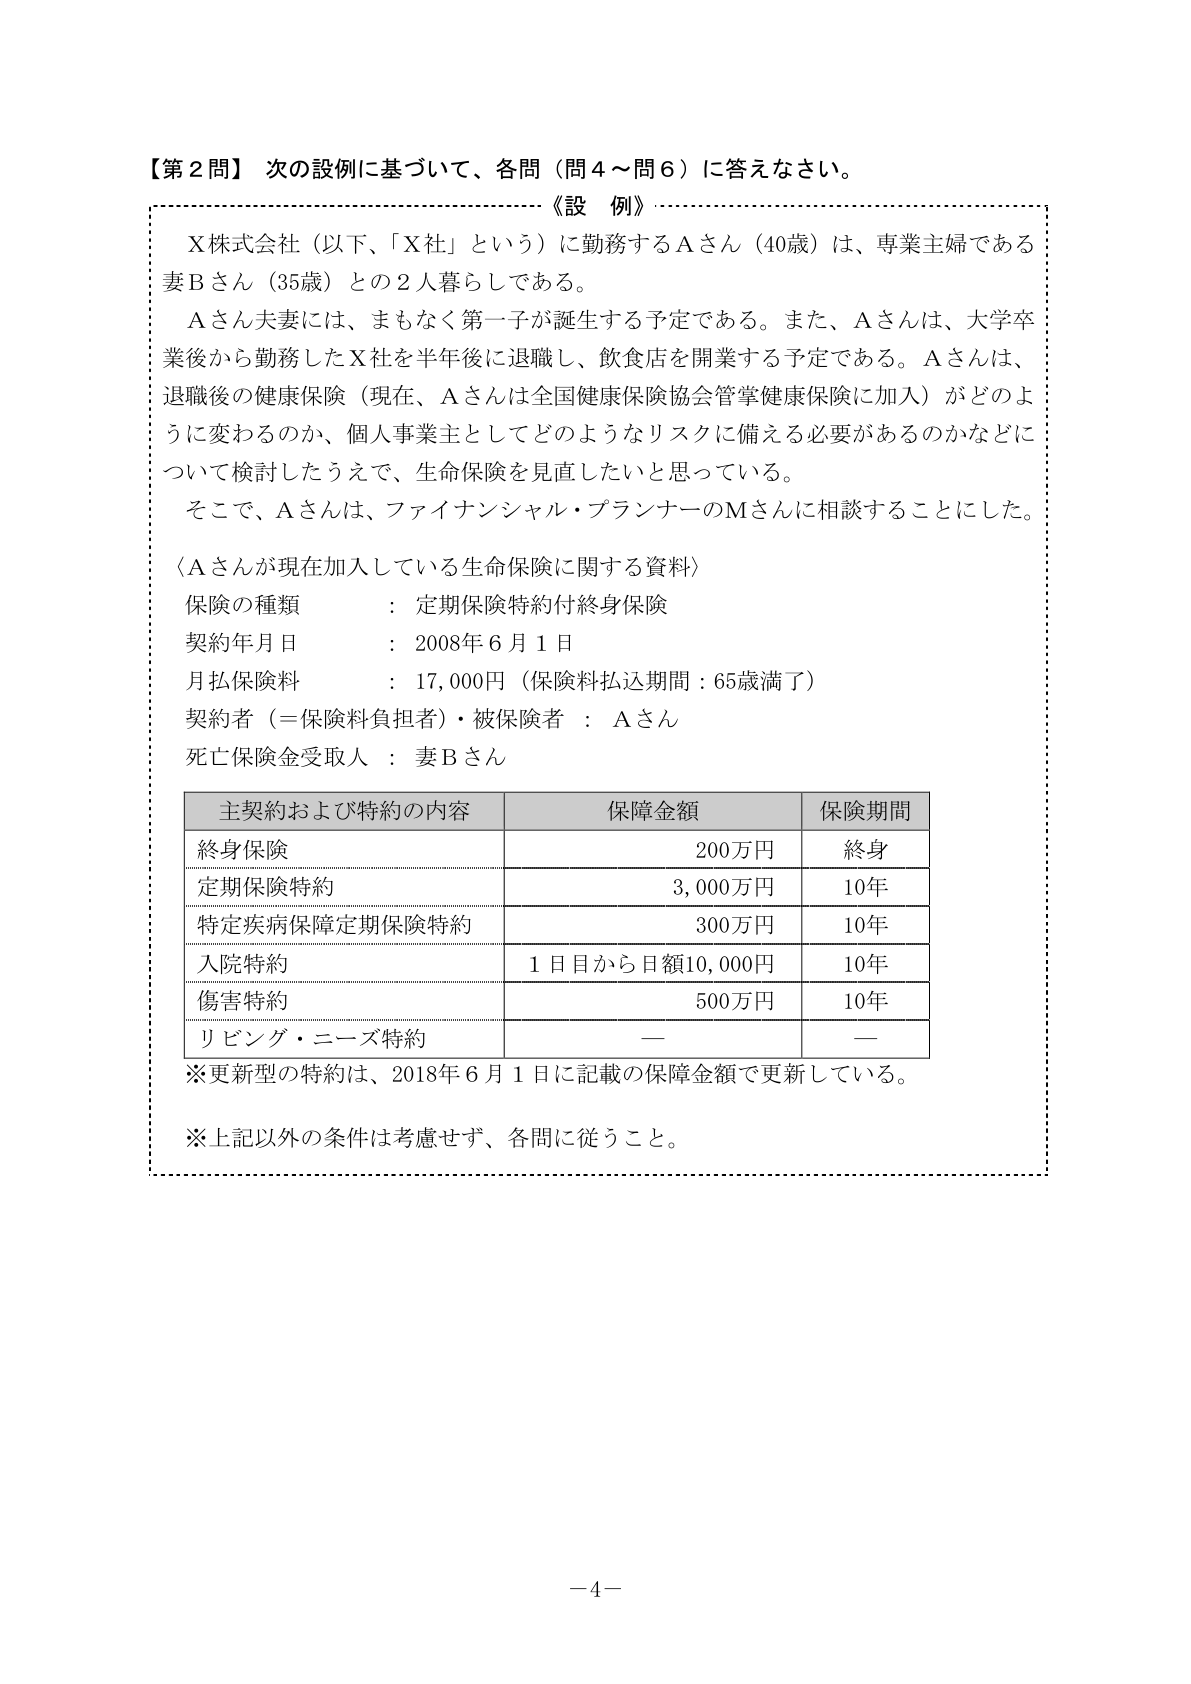 【第２問】 次の設例に基づいて、各問（問４～問６）に答えなさい。
《設　例》
Ｘ株式会社（以下、「Ｘ社」という）に勤務するＡさん（40歳）は、専業主婦である
妻Ｂさん（35歳）との２人暮らしである。
Ａさん夫妻には、まもなく第一子が誕生する予定である。また、Ａさんは、大学卒
業後から勤務したＸ社を半年後に退職し、飲食店を開業する予定である。Ａさんは、
退職後の健康保険（現在、Ａさんは全国健康保険協会管掌健康保険に加入）がどのよ
うに変わるのか、個人事業主としてどのようなリスクに備える必要があるのかなどに
ついて検討したうえで、生命保険を見直したいと思っている。
そこで、Ａさんは、ファイナンシャル・プランナーのＭさんに相談することにした。
〈Ａさんが現在加入している生命保険に関する資料〉
保険の種類　　　： 定期保険特約付終身保険
契約年月日　　　： 2008年６月１日
月払保険料　　　： 17,000円（保険料払込期間：65歳満了）
契約者（＝保険料負担者）・被保険者 ： Ａさん
死亡保険金受取人 ： 妻Ｂさん
主契約および特約の内容　保障金額　保険期間
終身保険　200万円　終身
定期保険特約　3,000万円　10年
特定疾病保障定期保険特約　300万円　10年
入院特約　１日目から日額10,000円　10年
傷害特約　500万円　10年
リビング・ニーズ特約　―　―
※更新型の特約は、2018年６月１日に記載の保障金額で更新している。
※上記以外の条件は考慮せず、各問に従うこと。
－4－